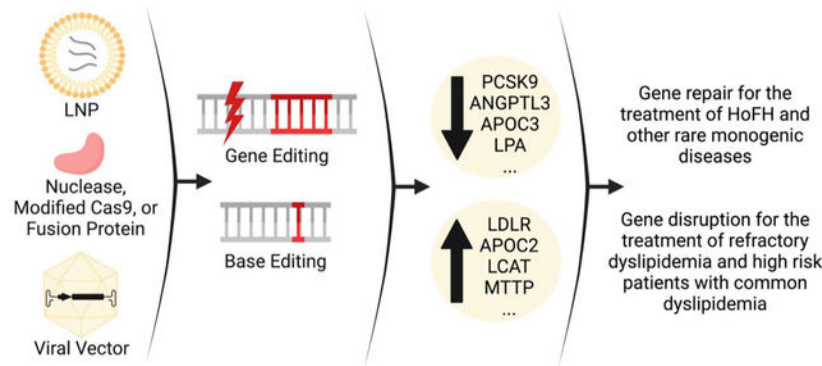 LNP
Nuclease,
Modified Cas9, or
Fusion Protein
Viral Vector
Gene Editing
Base Editing
PCSK9
ANGPTL3
APOC3
LPA
...
LDLR
APOC2
LCAT
MTTP
...
Gene repair for the
treatment of HoFH and
other rare monogenic
diseases
Gene disruption for the
treatment of refractory
dyslipidemia and high risk
patients with common
dyslipidemia